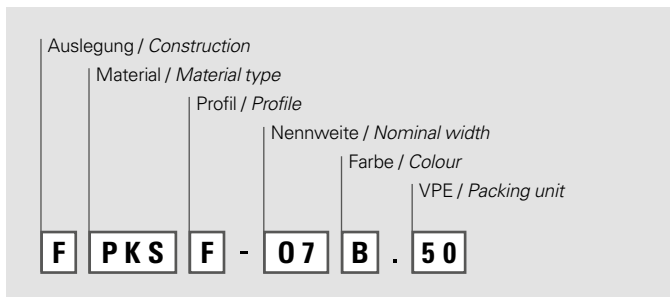 Auslegung / Construction
Material / Material type
Profil / Profile
Nennweite / Nominal width
Farbe / Colour
VPE / Packing unit
F PKS F - 07 B . 50